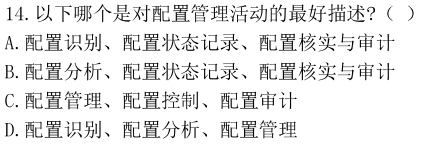 14.以下哪个是对配置管理活动的最好描述?（ ）
A.配置识别、配置状态记录、配置核实与审计
B.配置分析、配置状态记录、配置核实与审计
C.配置管理、配置控制、配置审计
D.配置识别、配置分析、配置管理